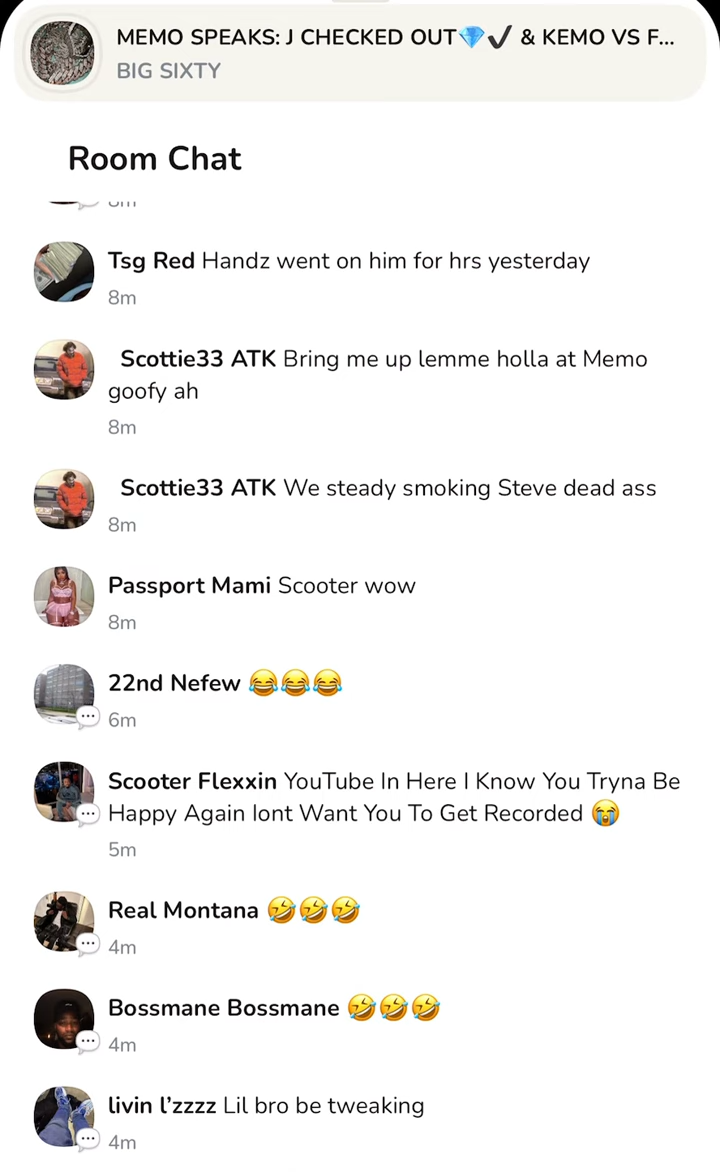 MEMO SPEAKS: J CHECKED OUT💎✔️ & KEMO VS F...
BIG SIXTY
Room Chat
8m
Tsg Red Handz went on him for hrs yesterday
8m
Scottie33 ATK Bring me up lemme holla at Memo
goofy ah
8m
Scottie33 ATK We steady smoking Steve dead ass
8m
Passport Mami Scooter wow
8m
22nd Nefew 😂😂😂
6m
Scooter Flexxin YouTube In Here I Know You Tryna Be
Happy Again Iont Want You To Get Recorded 😭
5m
Real Montana 🤣🤣🤣
4m
Bossmane Bossmane 🤣🤣🤣
4m
livin l’zzzz Lil bro be tweaking
4m